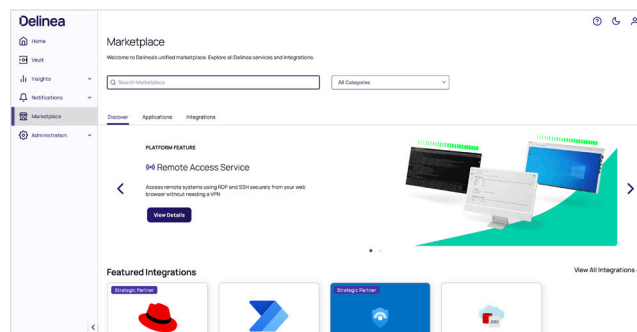 Delinea
Home
Vault
Insights
Notifications
Marketplace
Administration
Marketplace
Welcome to Delinea's unified marketplace. Explore all Delinea services and integrations.
Search Marketplace
All Categories
Discover
Applications
Integrations
PLATFORM FEATURE
Remote Access Service
Access remote systems using RDP and SSH securely from your web
browser without needing a VPN
View Details
Featured Integrations
View All Integrations
Strategic Partner
Strategic Partner